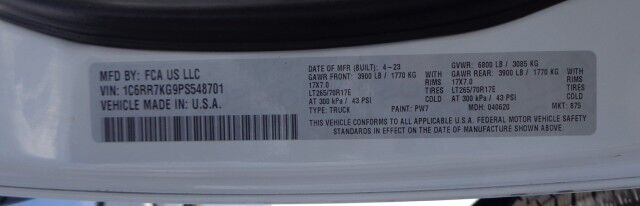 MFD BY: FCA US LLC
VIN: 1C6RR7KG9PS548701
VEHICLE MADE IN U.S.A.
DATE OF MFR (BUILT): 4-23 GVWR: 6800 LB / 3085 KG
GAWR FRONT: 3900 LB / 1770 KG WITH GAWR REAR: 3900 LB / 1770 KG WITH
17X7.0 RIMS 17X7.0 RIMS
LT265/70R17E TIRES LT265/70R17E TIRES
AT 300 kPa / 43 PSI COLD AT 300 kPa / 43 PSI COLD
TYPE: TRUCK PAINT: PW7 MDH: 040620 MKT: 875
THIS VEHICLE CONFORMS TO ALL APPLICABLE U.S.A. FEDERAL MOTOR VEHICLE SAFETY
STANDARDS IN EFFECT ON THE DATE OF MANUFACTURE SHOWN ABOVE